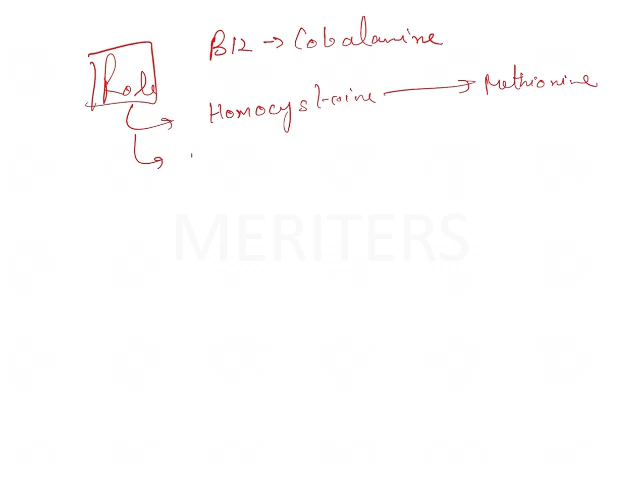 B12 → Cobalamine
Role
Homocysteine → Methionine
MERITERS